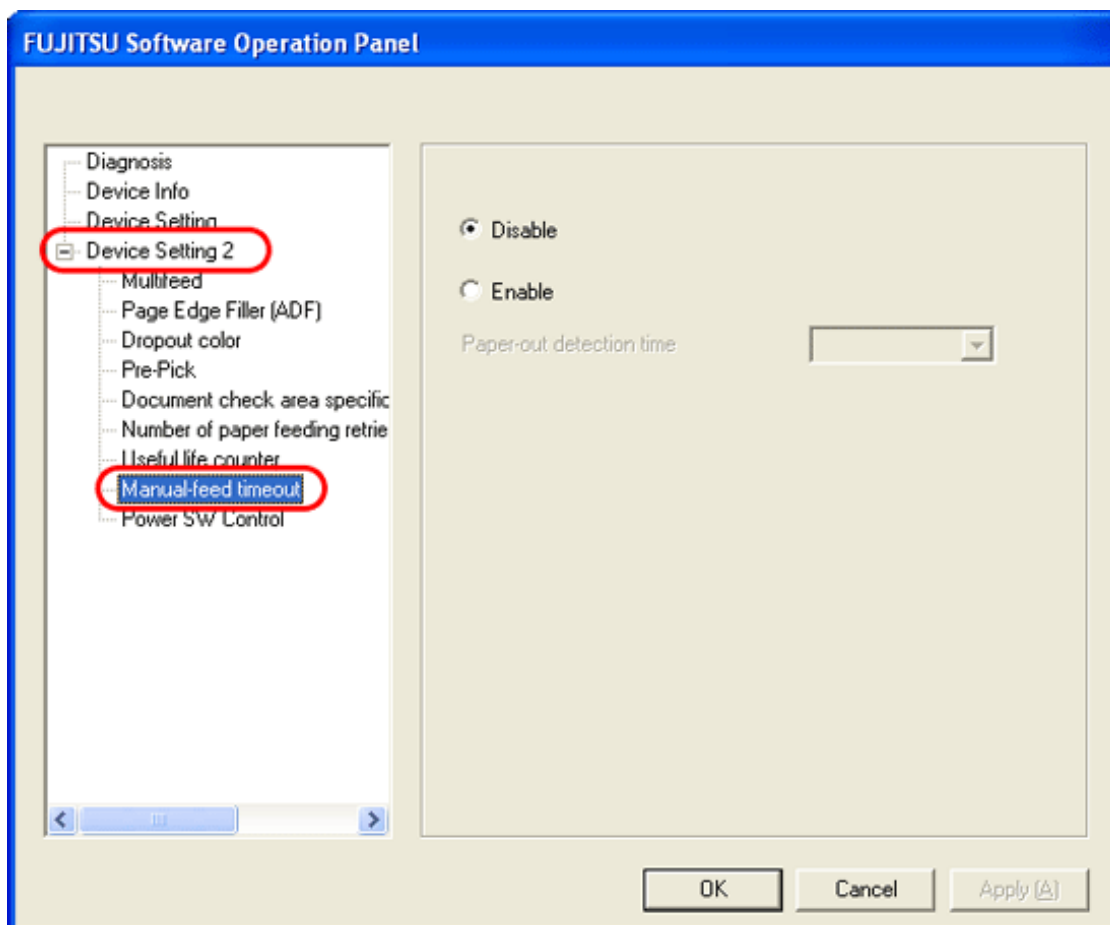 FUJITSU Software Operation Panel
Diagnosis
Device Info
Device Setting
Device Setting 2
Multifeed
Page Edge Filler (ADF)
Dropout color
Pre-Pick
Document check area specific
Number of paper feeding retrie
Useful life counter
Manual-feed timeout
Power SW Control
Disable
Enable
Paper-out detection time
OK
Cancel
Apply (A)